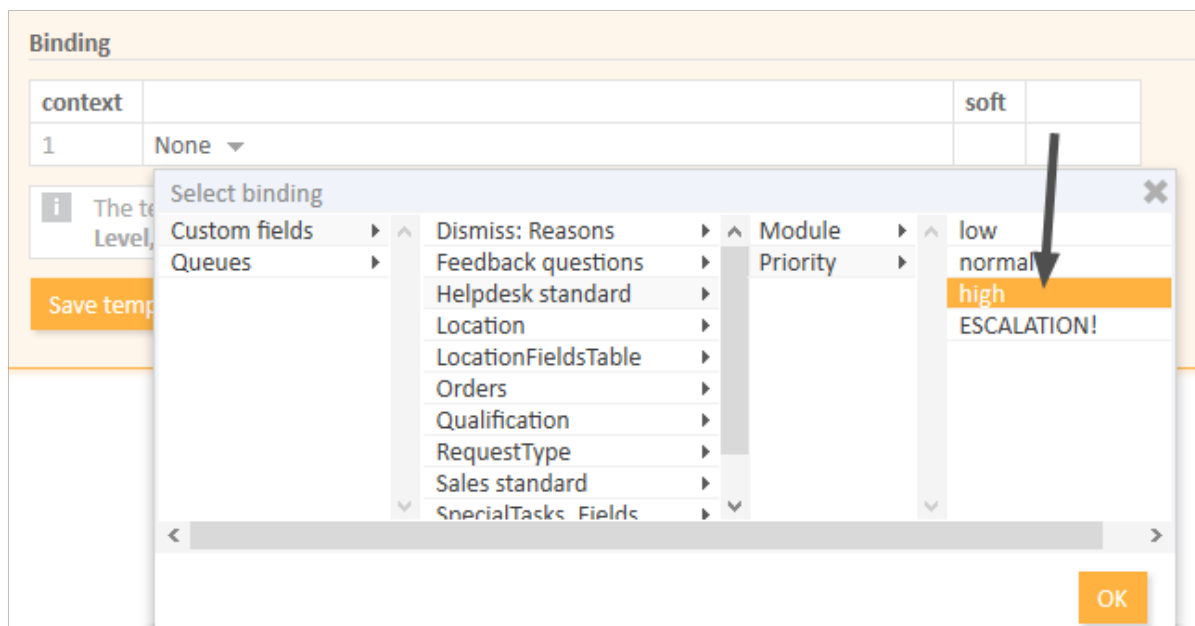 Binding
context soft
1 None
Select binding
i The te
Level,
Custom fields Dismiss: Reasons Module low
Queues Feedback questions Priority normal
Helpdesk standard high
Location ESCALATION!
LocationFieldsTable
Orders
Qualification
RequestType
Sales standard
SpecialTasks_Fields
Save temp
OK